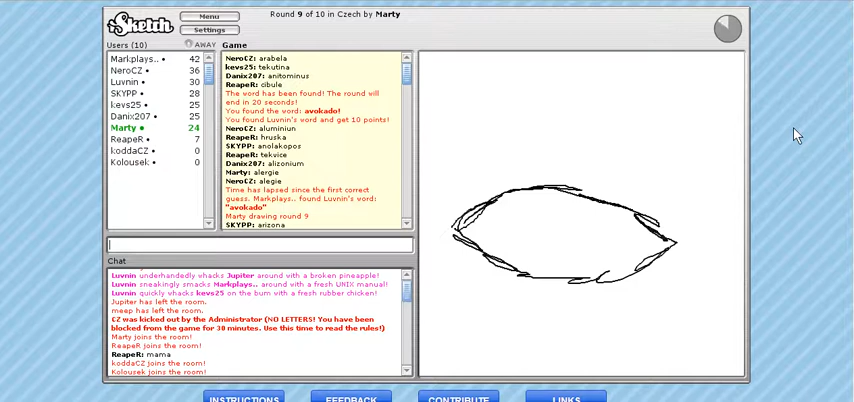 iSketch
Menu
Settings
Round 9 of 10 in Czech by Marty
Users (10)
AWAY
Game
Markplays.. • 42
NeroCZ • 36
Luvnin • 30
SKYPP • 28
kevs25 • 25
Danix207 • 25
Marty • 24
ReapeR • 7
koddaCZ • 0
Kolousek • 0
NeroCZ: arabela
kevs25: tekutina
Danix207: anitominus
ReapeR: cibule
The word has been found! The round will
end in 20 seconds!
You found the word: avokado!
You found Luvnin's word and get 10 points!
NeroCZ: aluminiun
ReapeR: hruska
SKYPP: anolakopos
ReapeR: tekvice
Danix207: alizonium
Marty: alergie
NeroCZ: alegie
Time has lapsed since the first correct
guess. Markplays.. found Luvnin's word:
"avokado"
Marty drawing round 9
SKYPP: arizona
Chat
Luvnin underhandedly whacks Jupiter around with a broken pineapple!
Luvnin sneakingly smacks Markplays.. around with a fresh UNIX manual!
Luvnin quickly whacks kevs25 on the bum with a fresh rubber chicken!
Jupiter has left the room.
meep has left the room.
CZ was kicked out by the Administrator (NO LETTERS! You have been
blocked from the game for 30 minutes. Use this time to read the rules!)
Marty joins the room!
ReapeR joins the room!
ReapeR: mama
koddaCZ joins the room!
Kolousek joins the room!
INSTRUCTIONS
FEEDBACK
CONTRIBUTE
LINKS